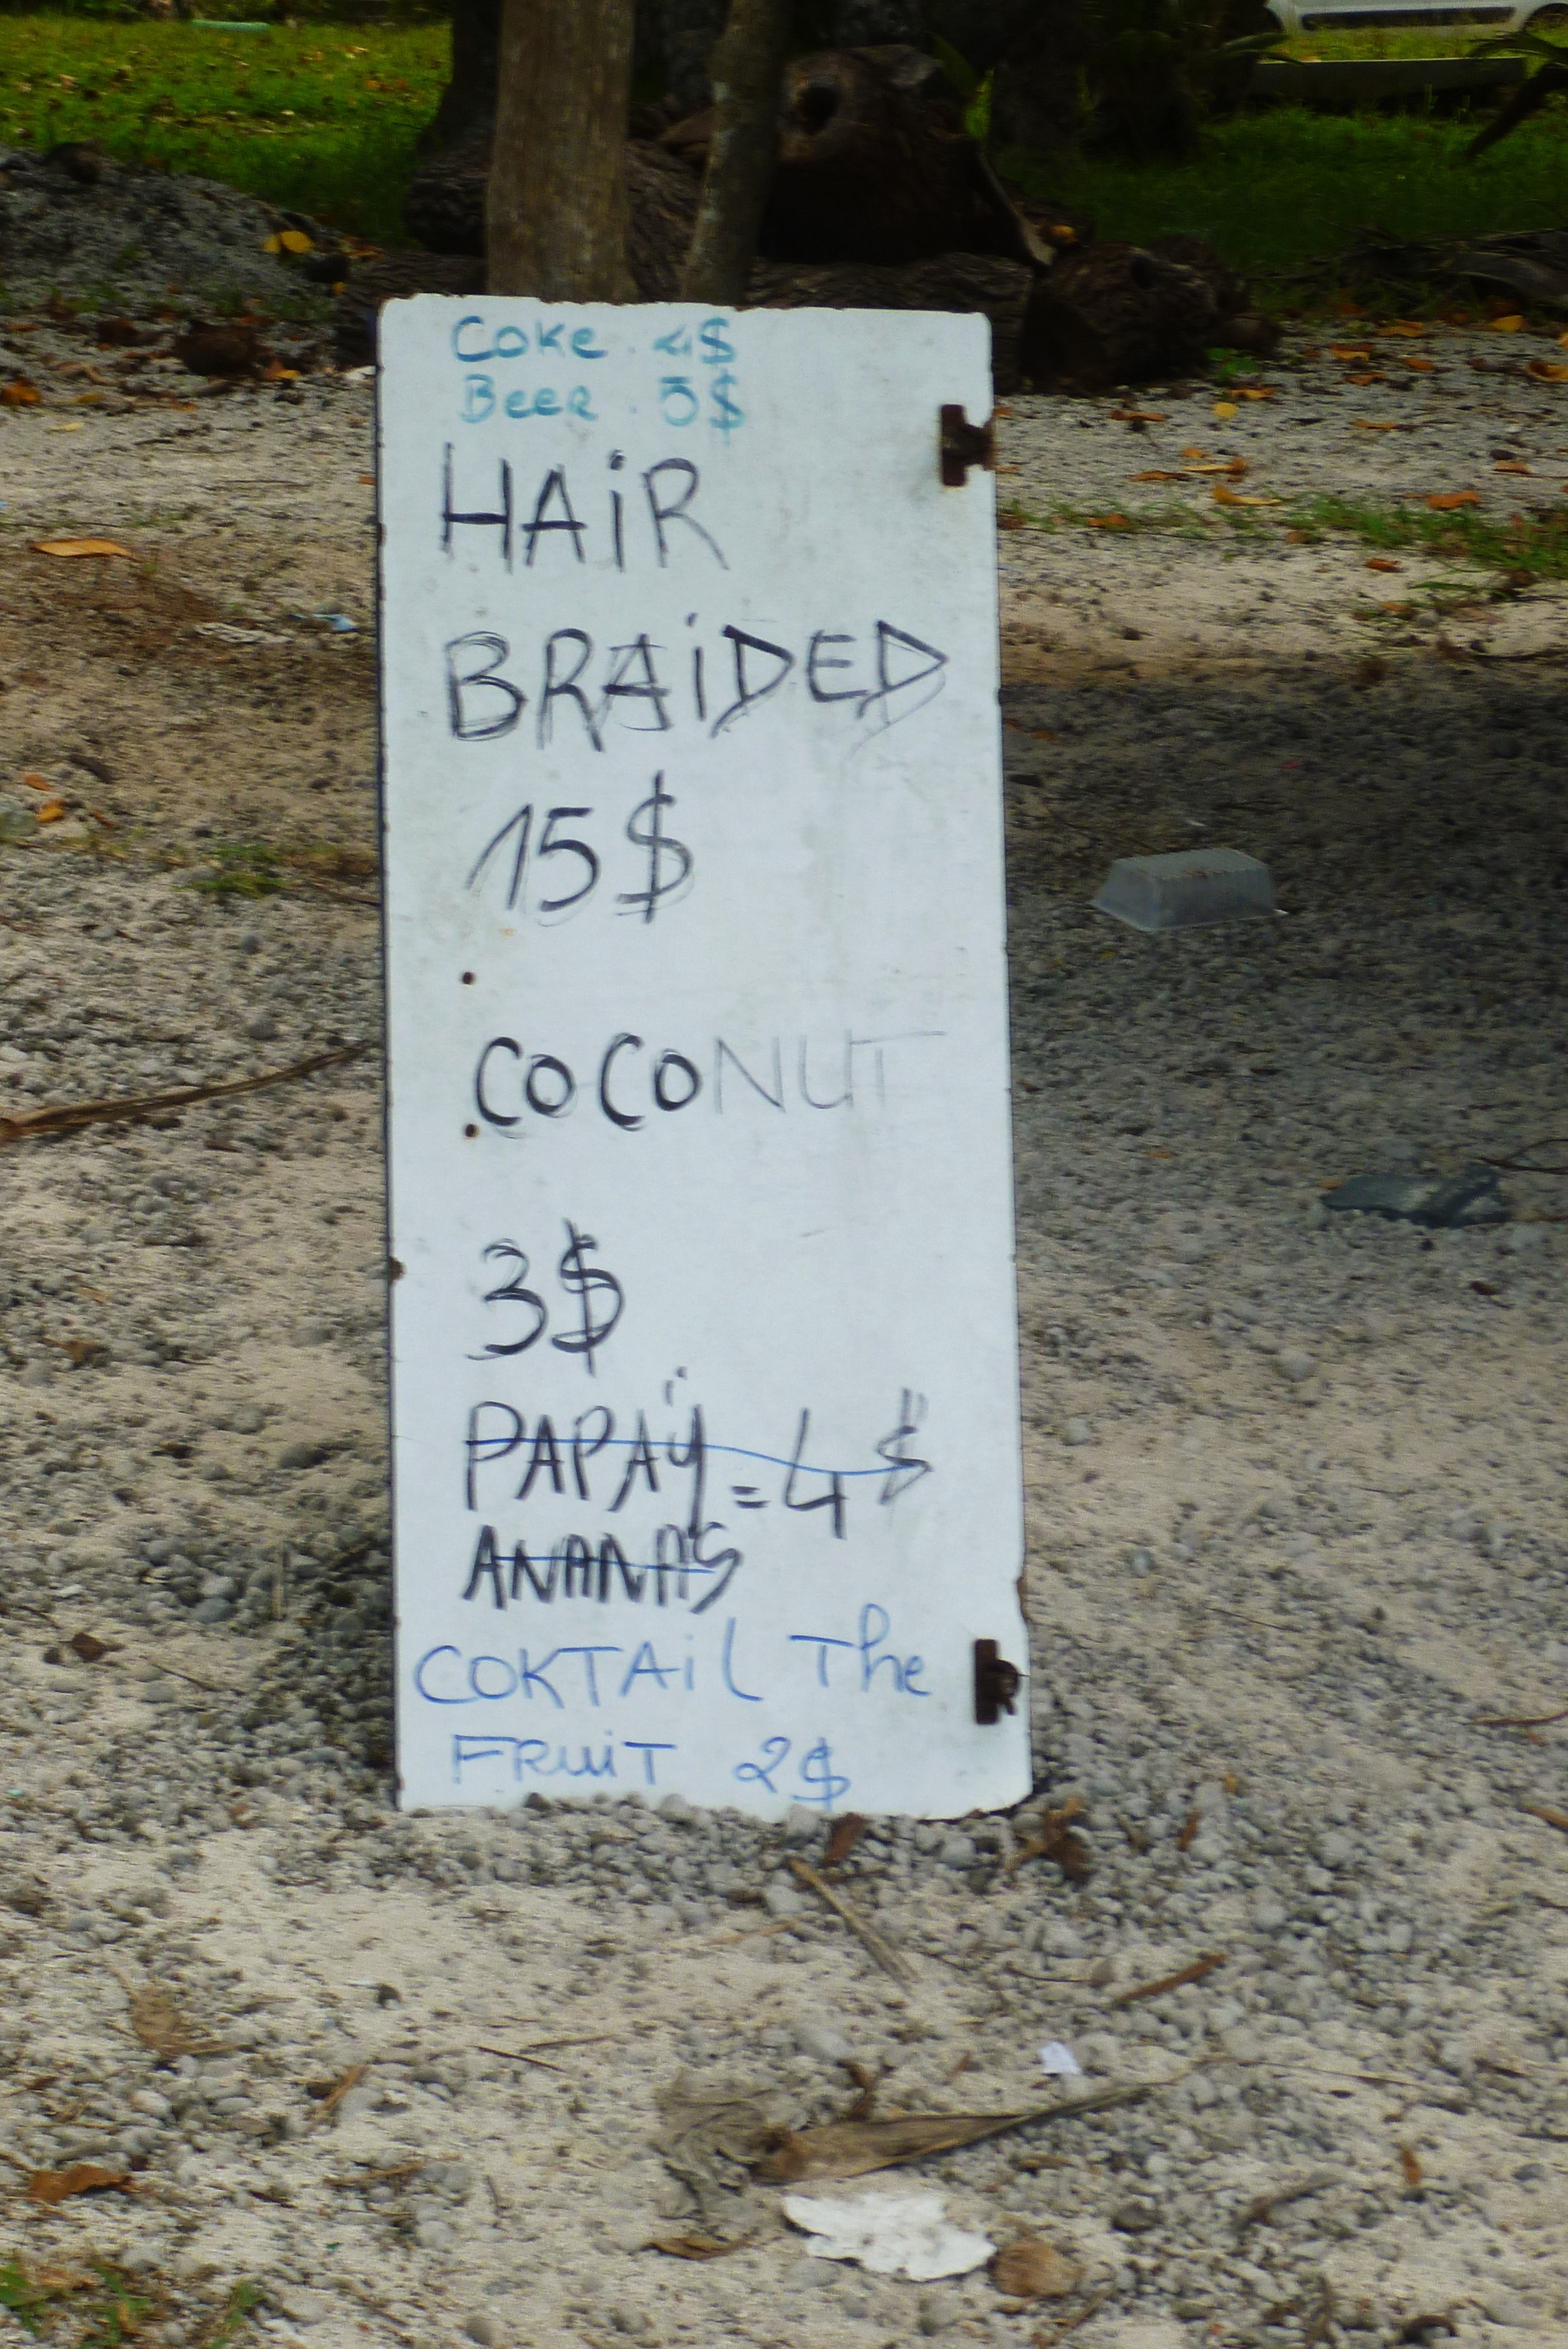 Coke . 4$
Beer . 5$
HAiR
BRAiDED
15$
COCONUT
3$
PAPAY = 4$
ANANAS
COKTAiL The
FRuiT 2$